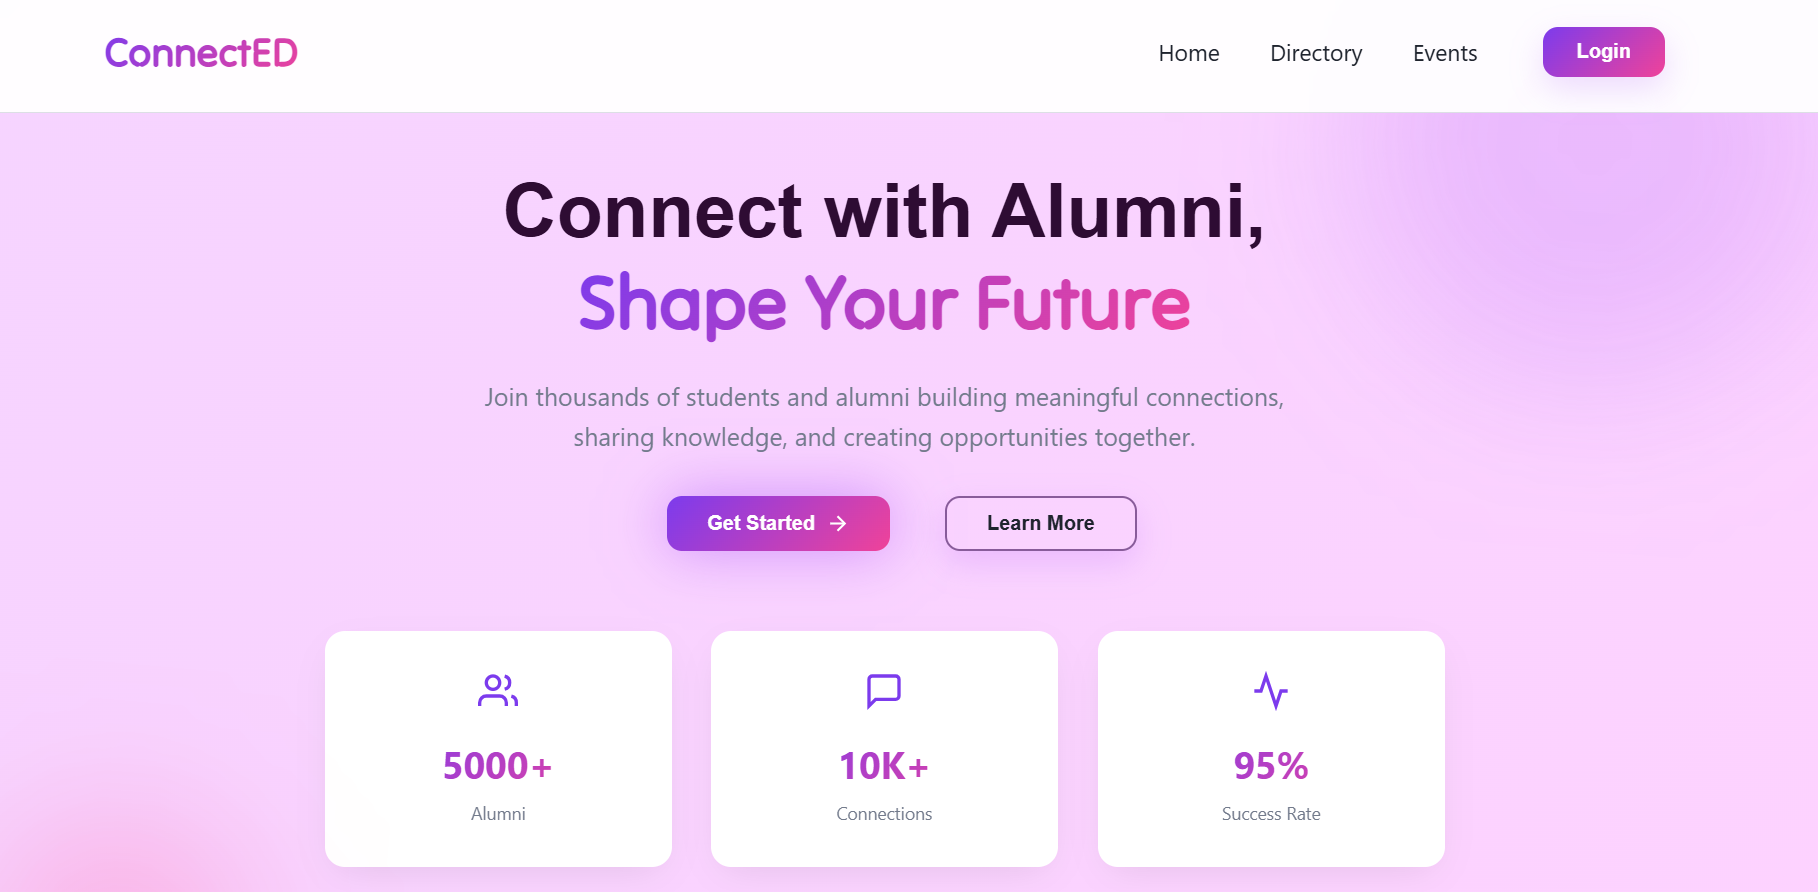 ConnectED
Home Directory Events Login
Connect with Alumni,
Shape Your Future
Join thousands of students and alumni building meaningful connections,
sharing knowledge, and creating opportunities together.
Get Started → Learn More
5000+ 10K+ 95%
Alumni Connections Success Rate